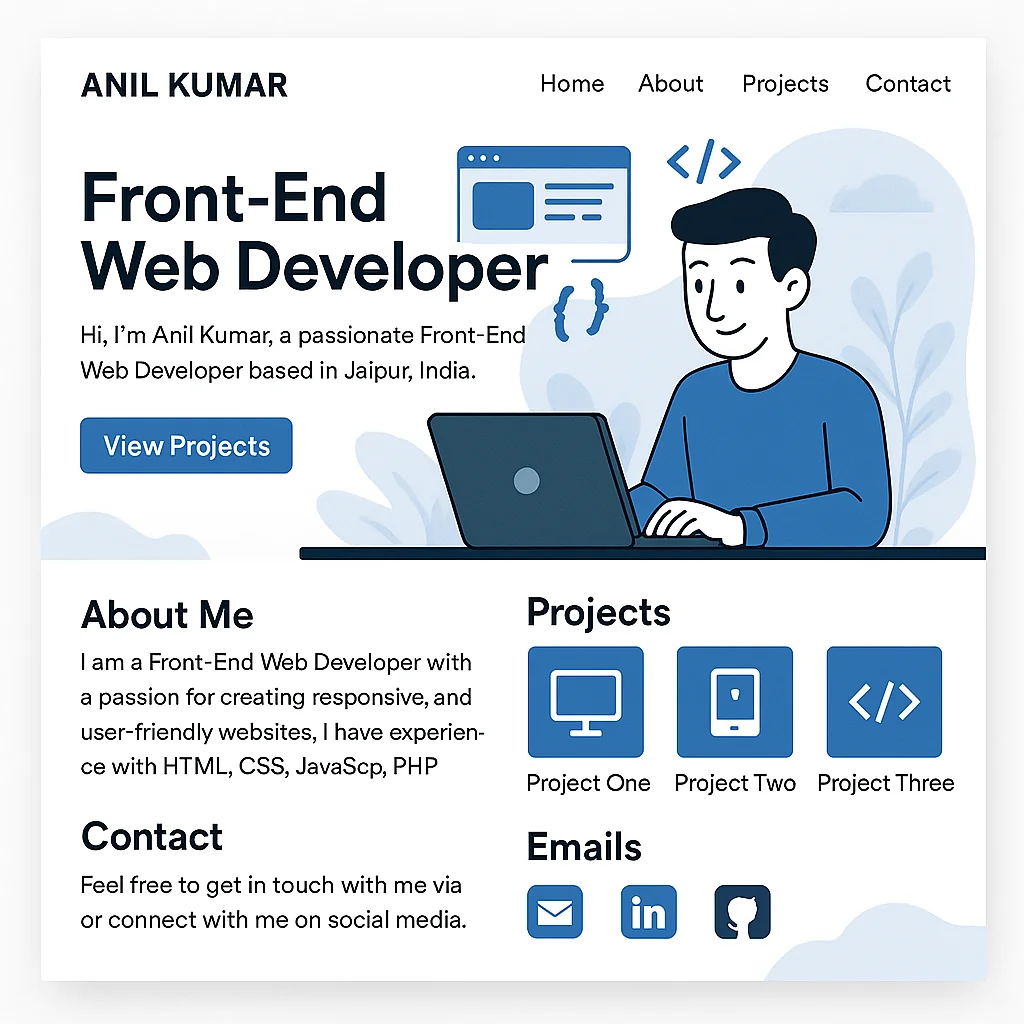 ANIL KUMAR
Home About Projects Contact
</>
Front-End
Web Developer
{ }
Hi, I'm Anil Kumar, a passionate Front-End
Web Developer based in Jaipur, India.
View Projects
About Me
I am a Front-End Web Developer with
a passion for creating responsive, and
user-friendly websites, I have experien-
ce with HTML, CSS, JavaScp, PHP
Projects
</>
Project One Project Two Project Three
Contact
Feel free to get in touch with me via
or connect with me on social media.
Emails
in